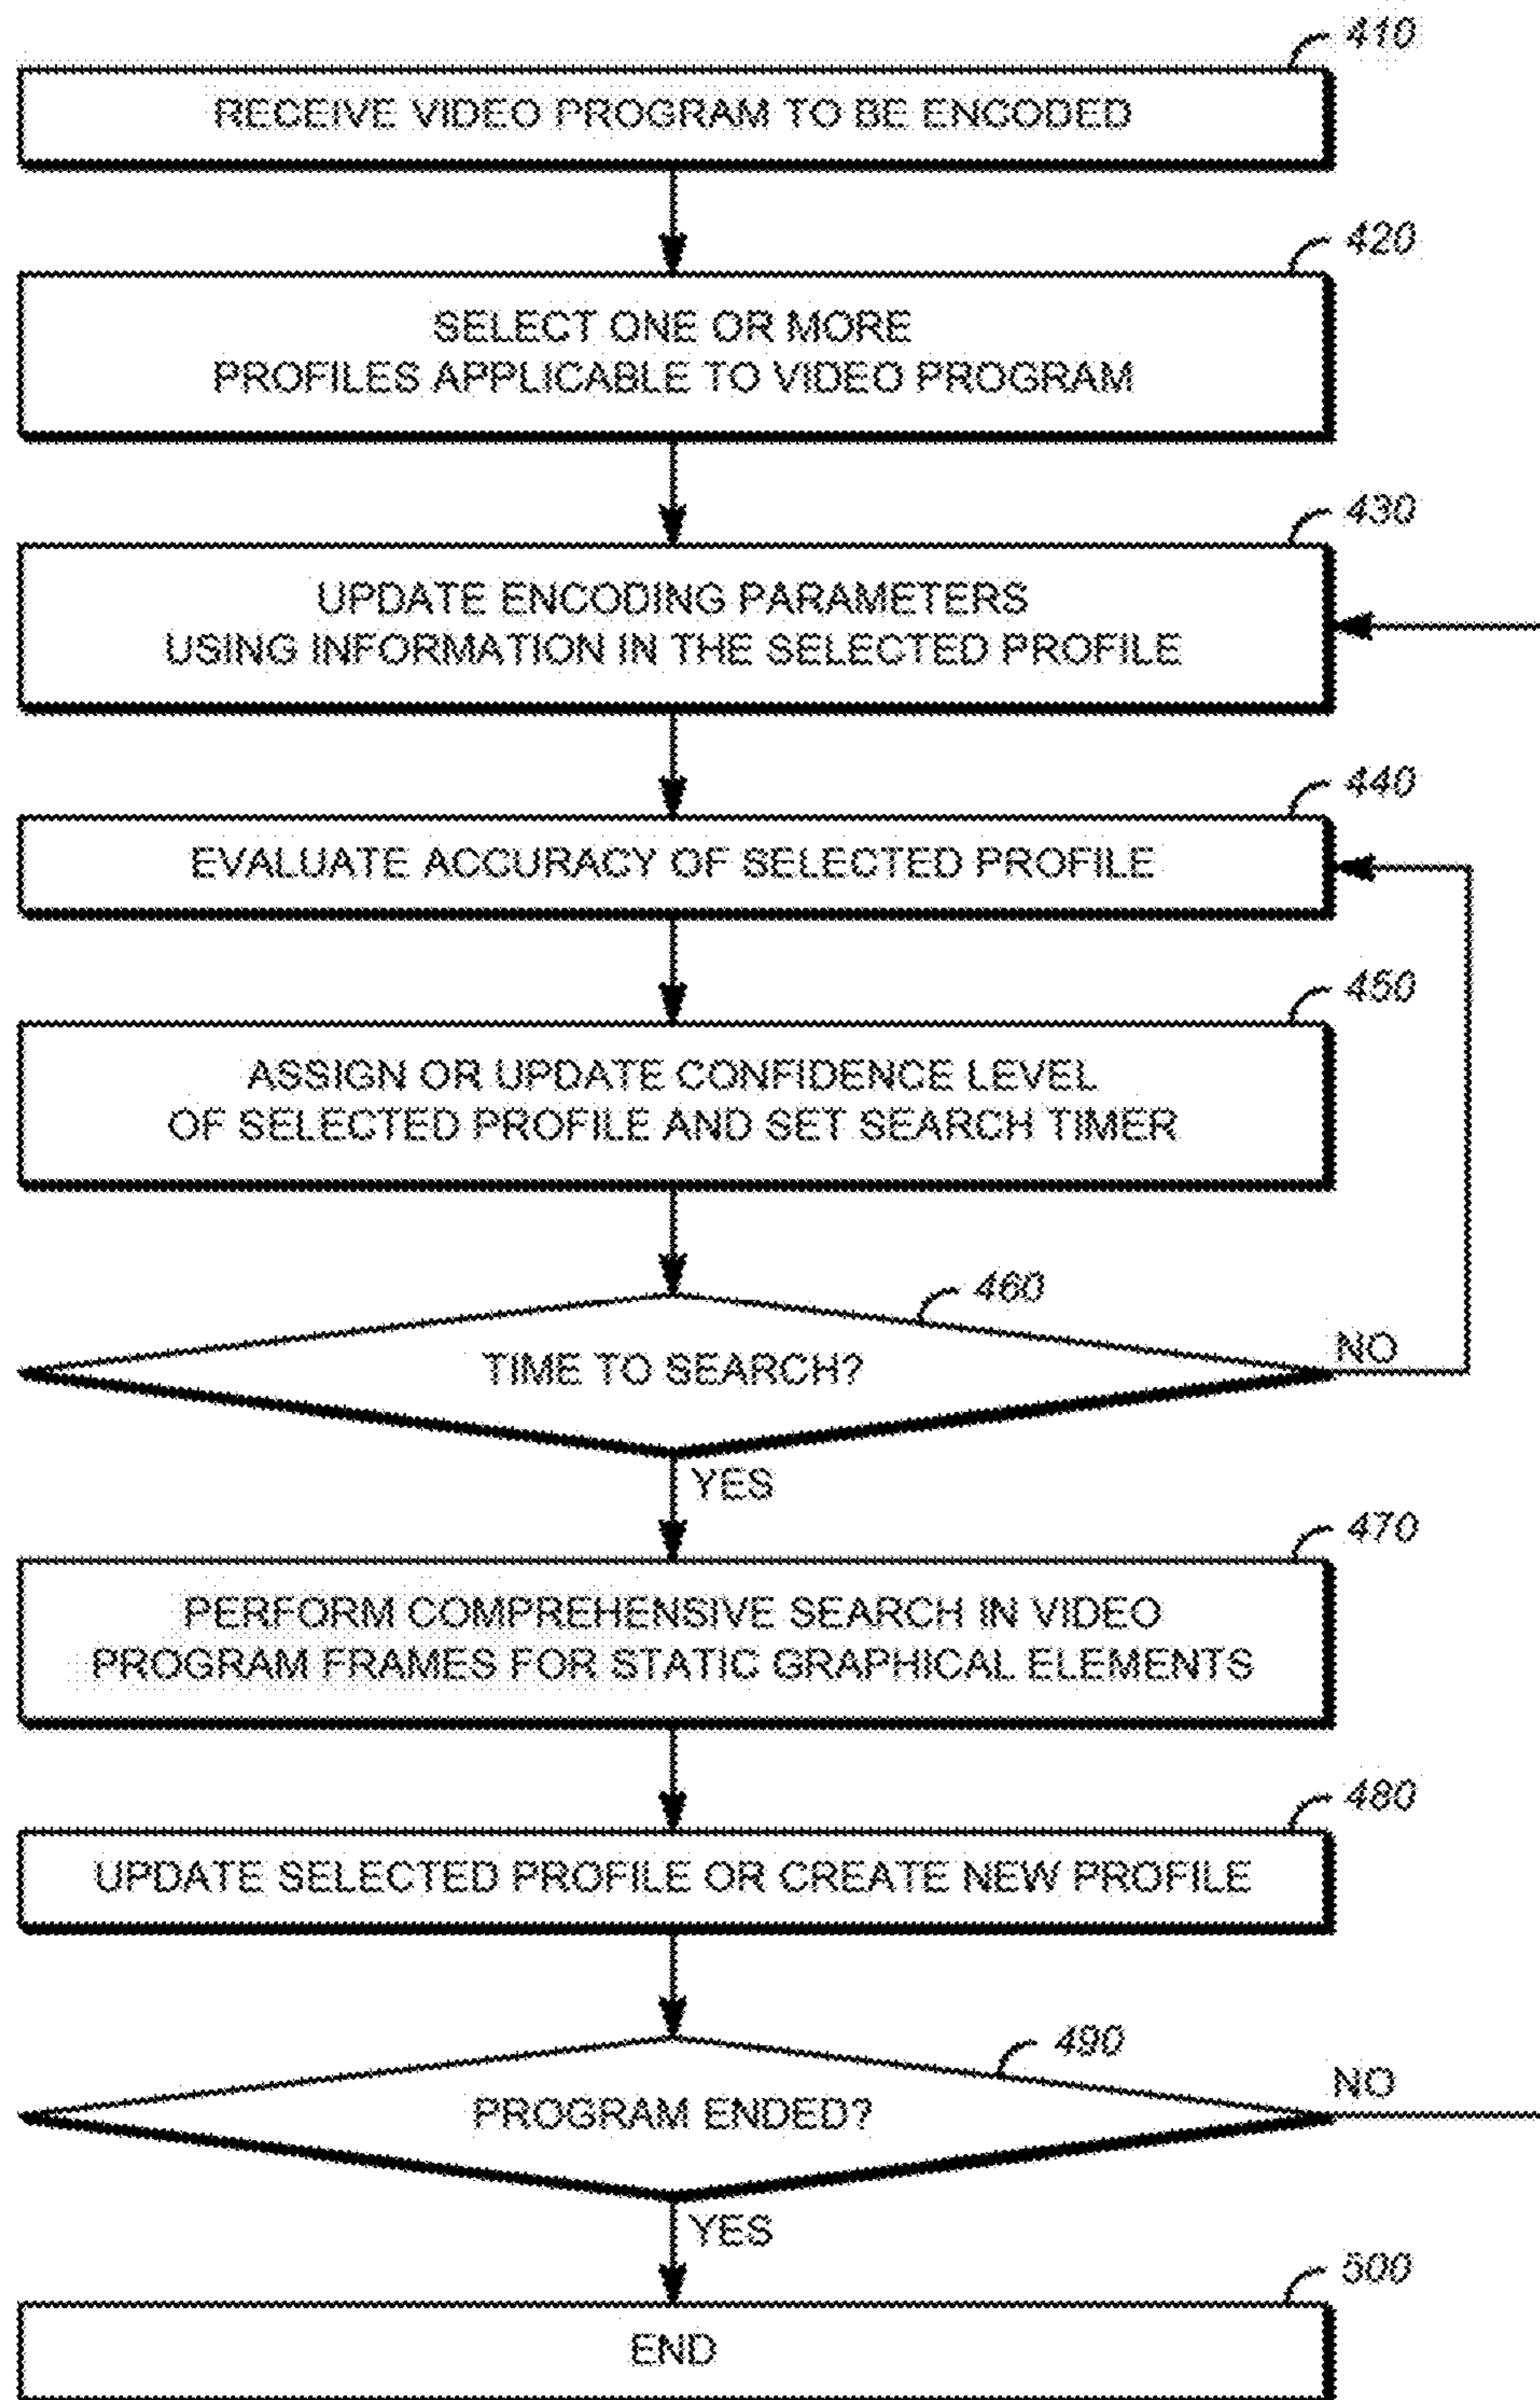 410
RECEIVE VIDEO PROGRAM TO BE ENCODED
420
SELECT ONE OR MORE
PROFILES APPLICABLE TO VIDEO PROGRAM
430
UPDATE ENCODING PARAMETERS
USING INFORMATION IN THE SELECTED PROFILE
440
EVALUATE ACCURACY OF SELECTED PROFILE
450
ASSIGN OR UPDATE CONFIDENCE LEVEL
OF SELECTED PROFILE AND SET SEARCH TIMER
460
TIME TO SEARCH?
NO
YES
470
PERFORM COMPREHENSIVE SEARCH IN VIDEO
PROGRAM FRAMES FOR STATIC GRAPHICAL ELEMENTS
480
UPDATE SELECTED PROFILE OR CREATE NEW PROFILE
490
PROGRAM ENDED?
NO
YES
500
END